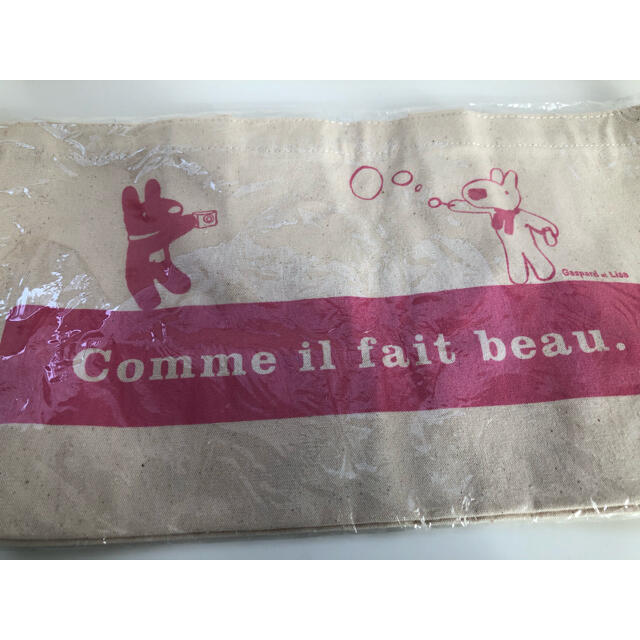 Gaspard et Lisa
Comme il fait beau.